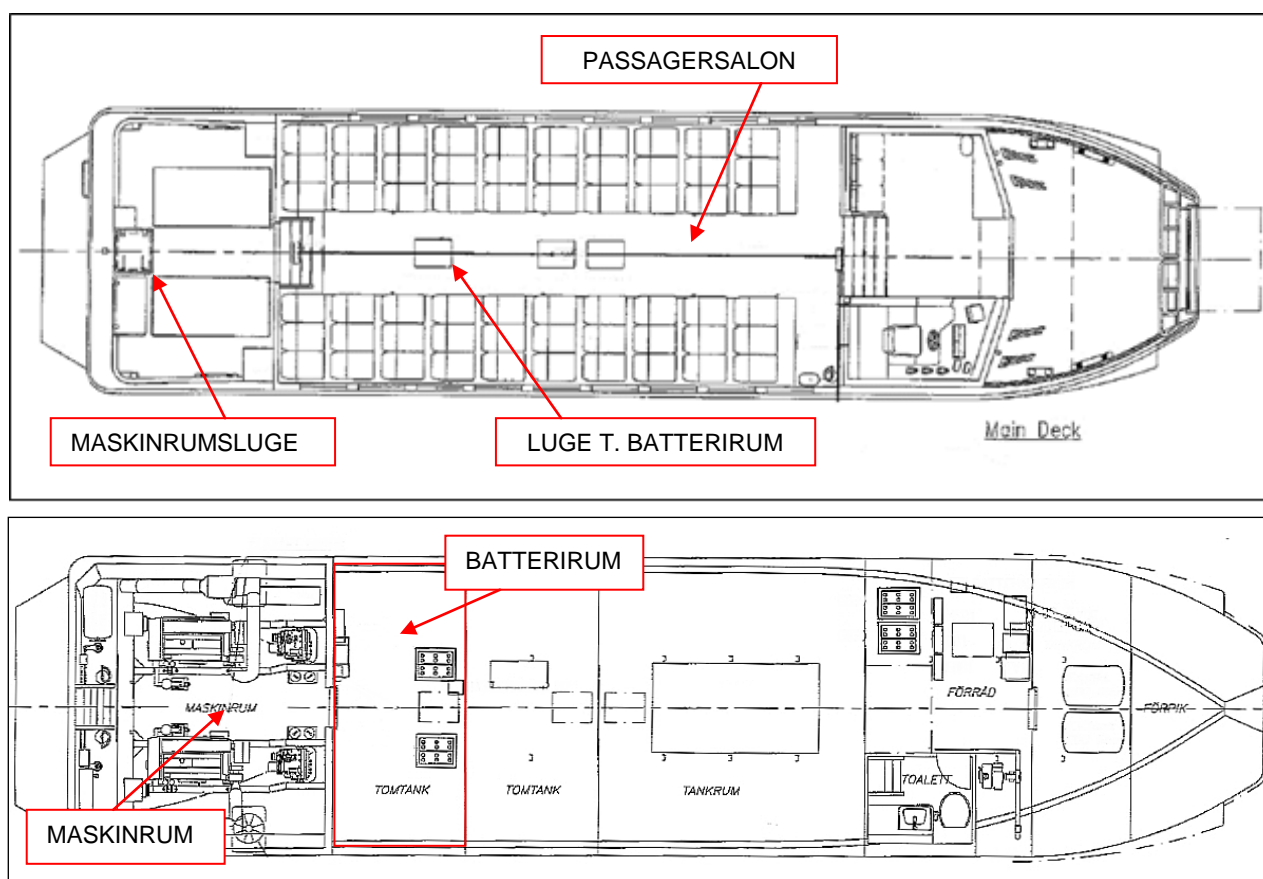 PASSAGERSALON
MASKINRUMSLUGE
LUGE T. BATTERIRUM
Main Deck
BATTERIRUM
MASKINRUM
FÖRRÅD
FÖRPIK
TOALETT
TOMTANK
TOMTANK
TANKRUM
MASKINRUM